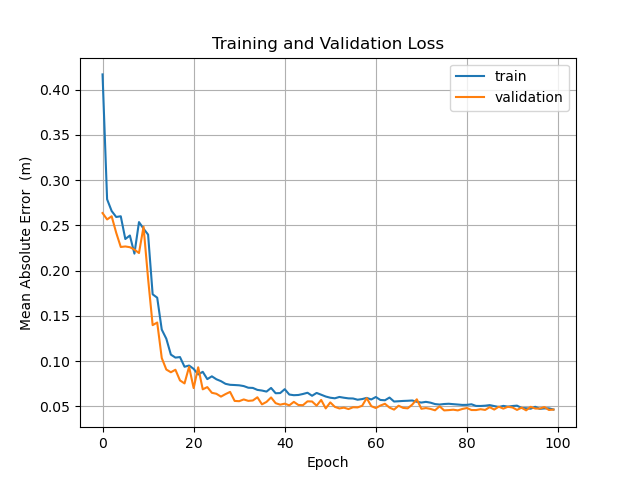 Training and Validation Loss
train
validation
0.40
0.35
0.30
0.25
0.20
0.15
0.10
0.05
Mean Absolute Error (m)
0 20 40 60 80 100
Epoch